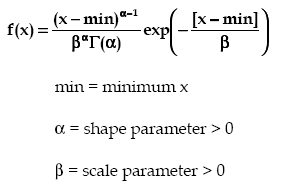 f(x) = (x − min)^(α−1) / (β^α Γ(α)) exp(− [x − min] / β)
min = minimum x
α = shape parameter > 0
β = scale parameter > 0